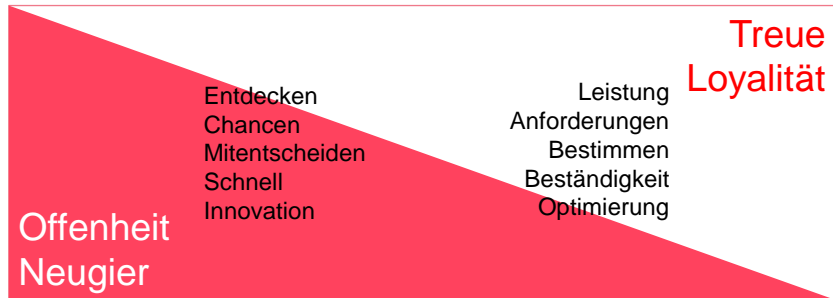 Treue
Loyalität
Entdecken
Chancen
Mitentscheiden
Schnell
Innovation
Leistung
Anforderungen
Bestimmen
Beständigkeit
Optimierung
Offenheit
Neugier